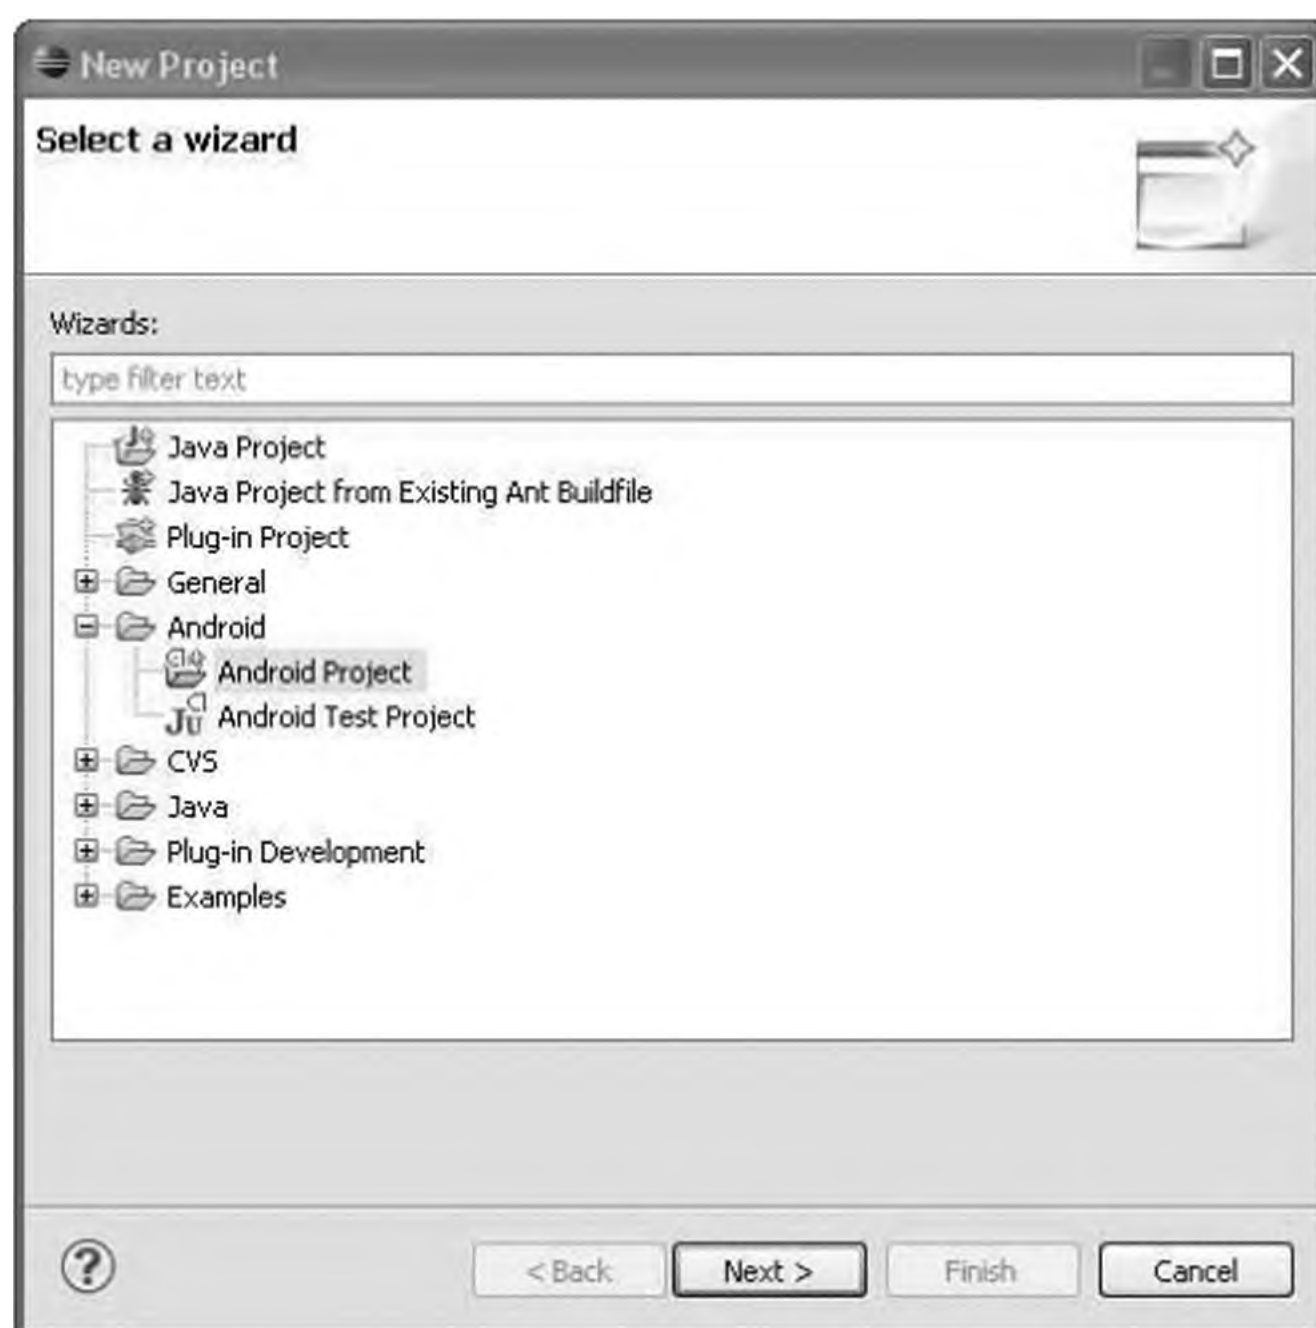 New Project
Select a wizard
Wizards:
type filter text
Java Project
Java Project from Existing Ant Buildfile
Plug-in Project
General
Android
Android Project
Android Test Project
CVS
Java
Plug-in Development
Examples
< Back Next > Finish Cancel